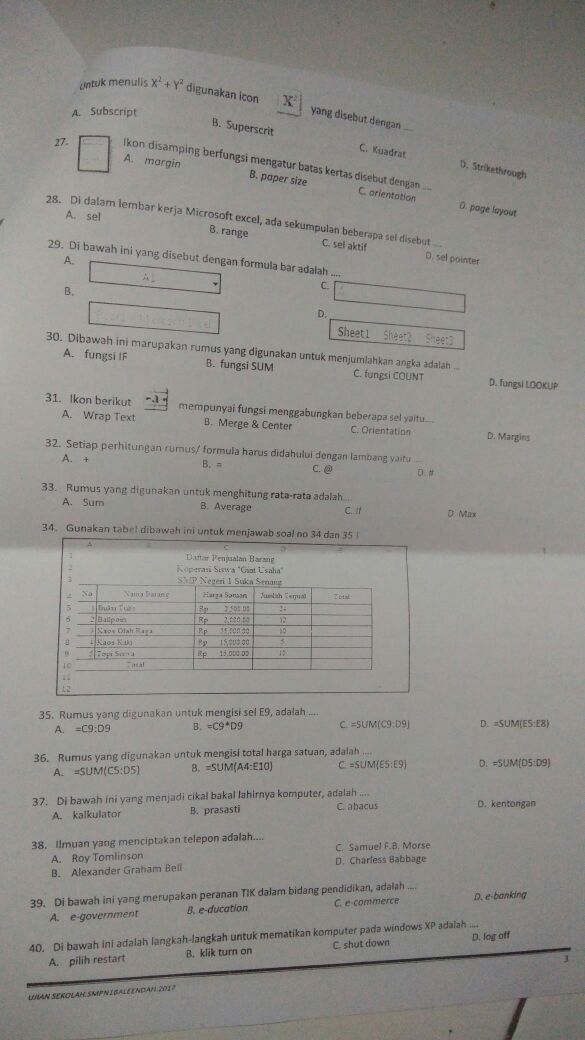 Untuk menulis X² + Y² digunakan icon X² yang disebut dengan ....
A. Subscript B. Superscrit C. Kuadrat D. Strikethrough
27. Ikon disamping berfungsi mengatur batas kertas disebut dengan ....
A. margin B. paper size C. orientation D. page layout
28. Di dalam lembar kerja Microsoft excel, ada sekumpulan beberapa sel disebut ...
A. sel B. range C. sel aktif D. sel pointer
29. Di bawah ini yang disebut dengan formula bar adalah ....
A. A1 C.
B. D. Sheet1 Sheet2 Sheet3
30. Dibawah ini marupakan rumus yang digunakan untuk menjumlahkan angka adalah ...
A. fungsi IF B. fungsi SUM C. fungsi COUNT D. fungsi LOOKUP
31. Ikon berikut mempunyai fungsi menggabungkan beberapa sel yaitu....
A. Wrap Text B. Merge & Center C. Orientation D. Margins
32. Setiap perhitungan rumus/ formula harus didahului dengan lambang yaitu ....
A. + B. = C. @ D. #
33. Rumus yang digunakan untuk menghitung rata-rata adalah....
A. Sum B. Average C. If D Max
34. Gunakan tabel dibawah ini untuk menjawab soal no 34 dan 35 !
A C D E
1 Daftar Penjualan Barang
2 Koperasi Siswa "Giat Usaha"
3 SMP Negeri 1 Suka Senang
4 No Nama Barang Harga Satuan Jumlah Terjual Total
5 1 Buku Tulis Rp 2,500.00 24
6 2 Ballpoin Rp 2,000.00 12
7 3 Kaos Olah Raga Rp 35,000.00 10
8 4 Kaos Kaki Rp 15,000.00 5
9 5 Topi Siswa Rp 15,000.00 10
10 Total
11
12
35. Rumus yang digunakan untuk mengisi sel E9, adalah ....
A. =C9:D9 B. =C9*D9 C. =SUM(C9:D9) D. =SUM(E5:E8)
36. Rumus yang digunakan untuk mengisi total harga satuan, adalah ....
A. =SUM(C5:D5) B. =SUM(A4:E10) C. =SUM(E5:E9) D. =SUM(D5:D9)
37. Di bawah ini yang menjadi cikal bakal lahirnya komputer, adalah ....
A. kalkulator B. prasasti C. abacus D. kentongan
38. Ilmuan yang menciptakan telepon adalah....
A. Roy Tomlinson C. Samuel F.B. Morse
B. Alexander Graham Bell D. Charless Babbage
39. Di bawah ini yang merupakan peranan TIK dalam bidang pendidikan, adalah ....
A. e-government B. e-ducation C. e-commerce D. e-banking
40. Di bawah ini adalah langkah-langkah untuk mematikan komputer pada windows XP adalah ....
A. pilih restart B. klik turn on C. shut down D. log off
3
UJIAN SEKOLAH.SMPN1BALEENDAH.2017